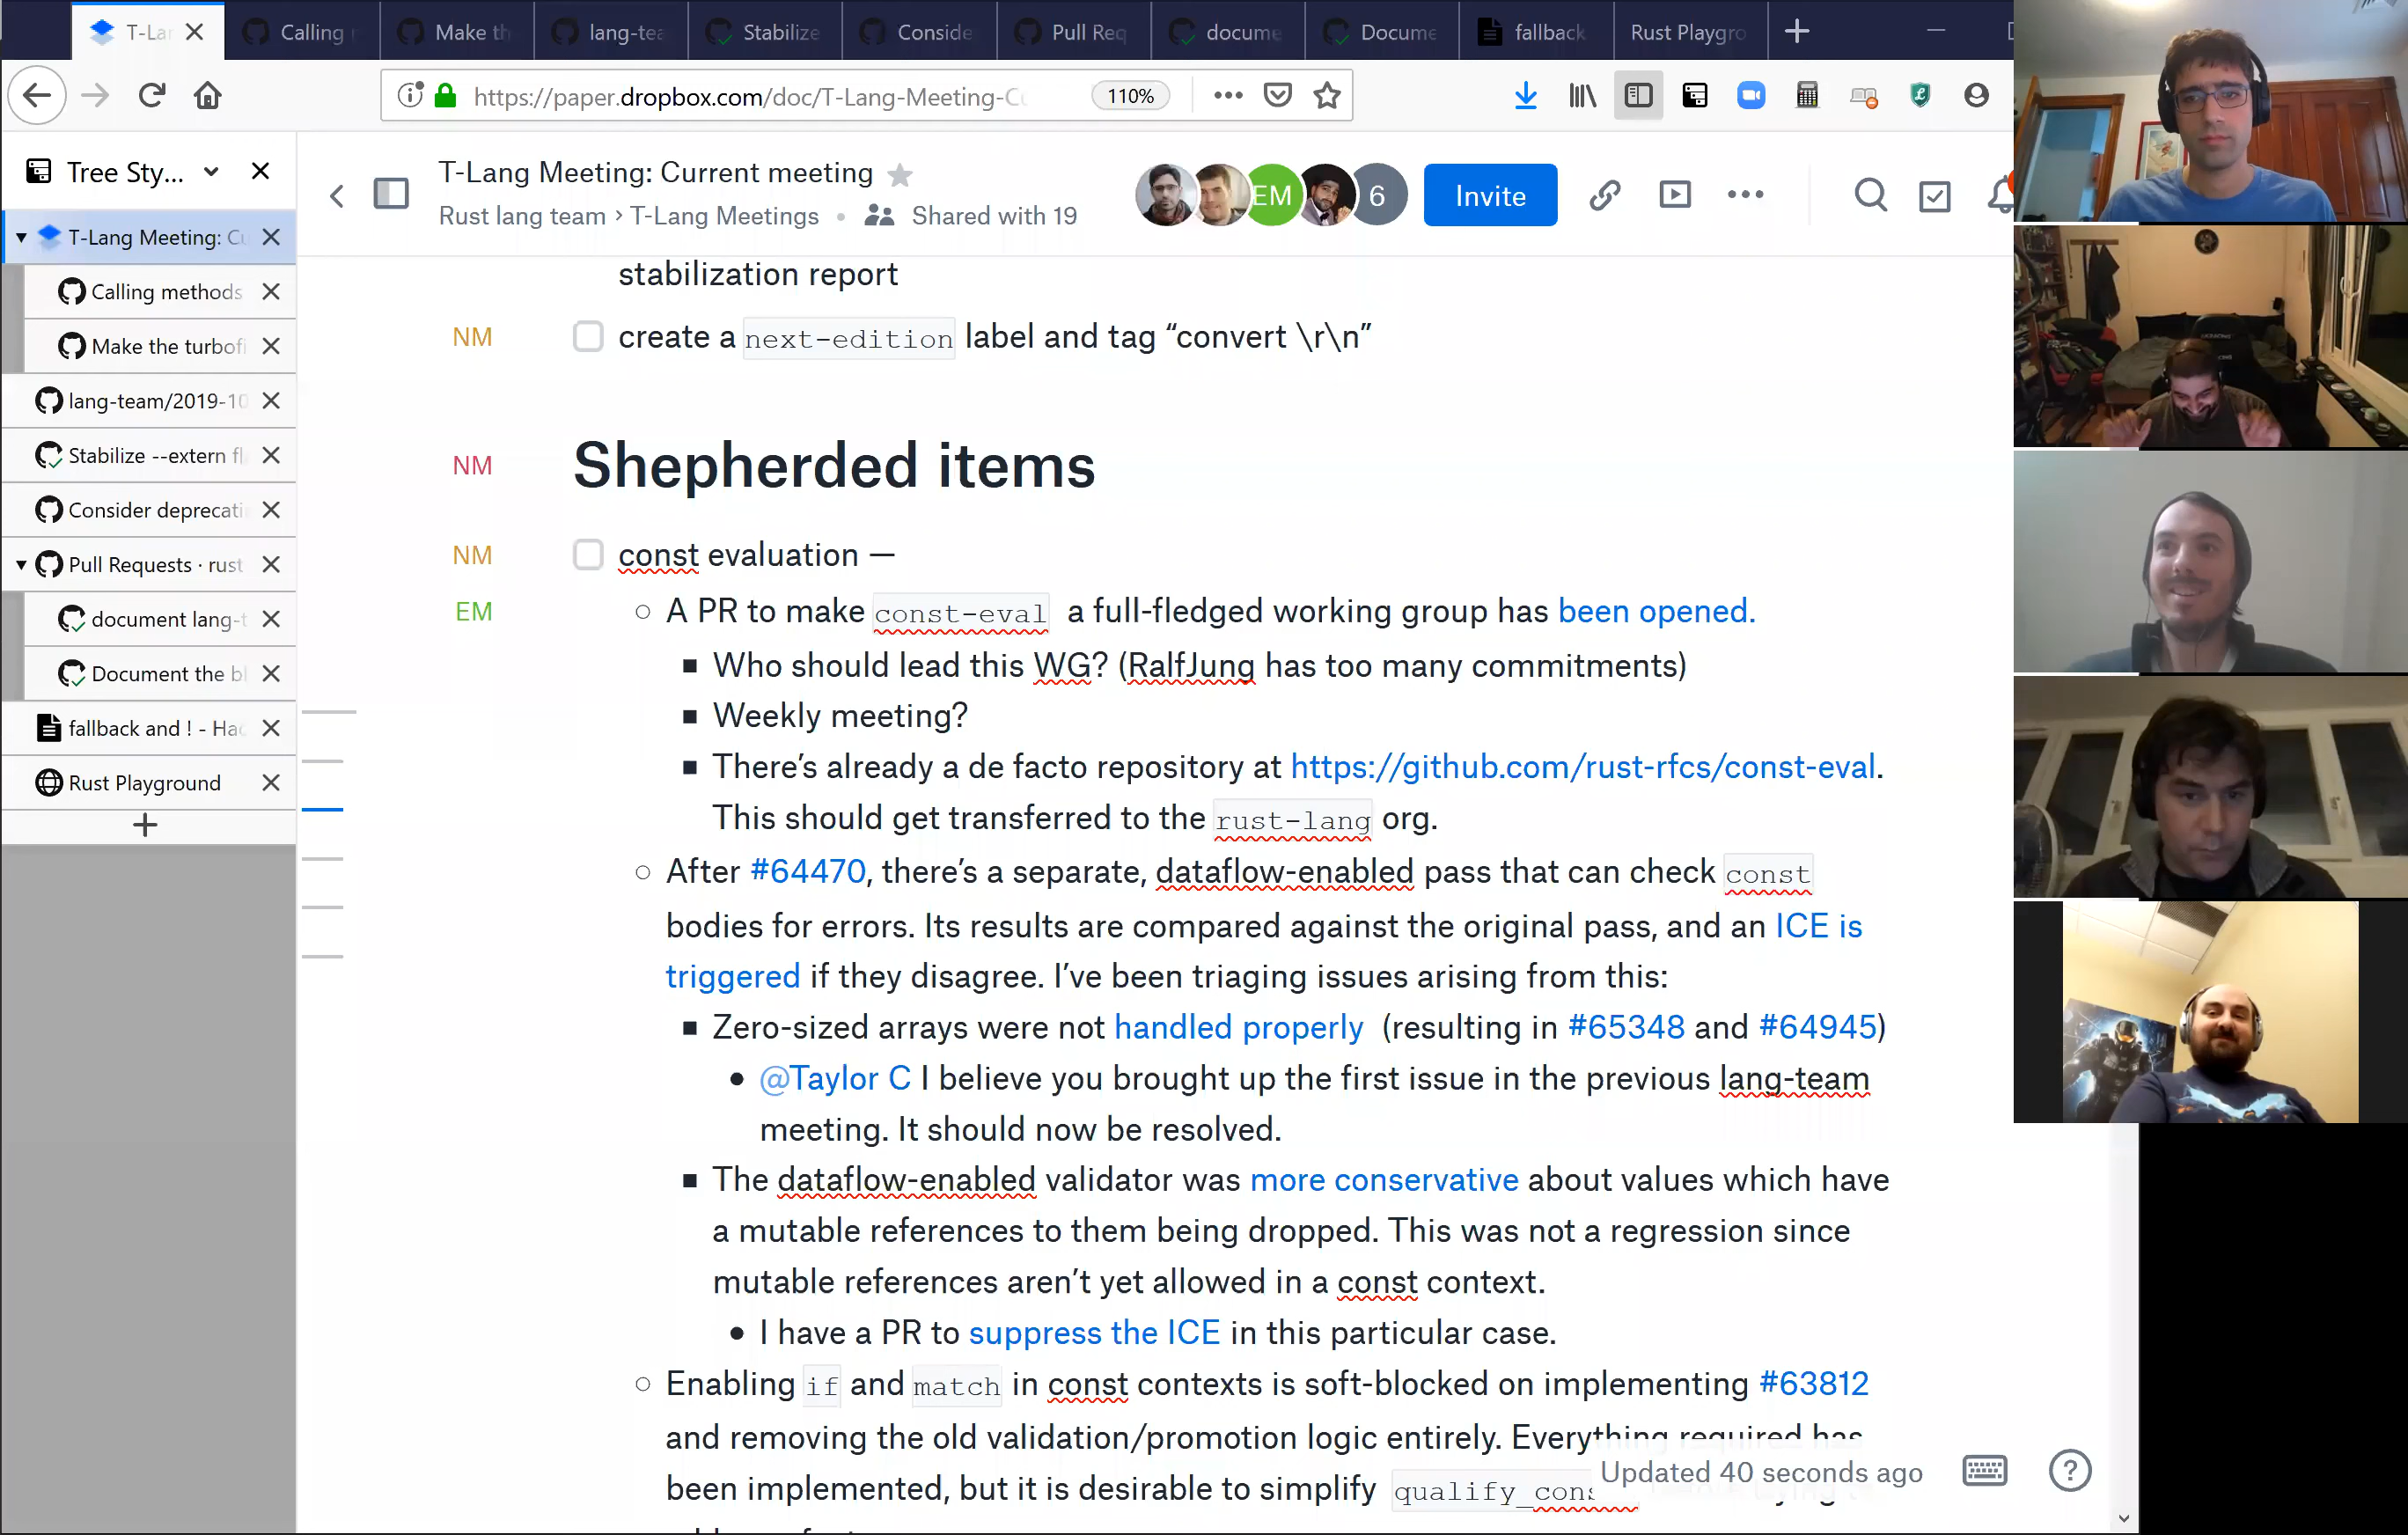 T-La
Calling
Make th
lang-tea
Stabilize
Conside
Pull Req
docume
Docume
fallback
Rust Playgro
https://paper.dropbox.com/doc/T-Lang-Meeting-Cu
110%
Tree Sty...
T-Lang Meeting: Cu
Calling methods
Make the turbofi
lang-team/2019-10
Stabilize --extern fl
Consider deprecati
Pull Requests · rust
document lang-t
Document the bl
fallback and ! - Hac
Rust Playground
T-Lang Meeting: Current meeting
Rust lang team › T-Lang Meetings • Shared with 19
EM
6
Invite
stabilization report
NM create a next-edition label and tag “convert \r\n”
NM Shepherded items
NM const evaluation —
EM A PR to make const-eval a full-fledged working group has been opened.
Who should lead this WG? (RalfJung has too many commitments)
Weekly meeting?
There’s already a de facto repository at https://github.com/rust-rfcs/const-eval.
This should get transferred to the rust-lang org.
After #64470, there’s a separate, dataflow-enabled pass that can check const
bodies for errors. Its results are compared against the original pass, and an ICE is
triggered if they disagree. I’ve been triaging issues arising from this:
Zero-sized arrays were not handled properly (resulting in #65348 and #64945)
@Taylor C I believe you brought up the first issue in the previous lang-team
meeting. It should now be resolved.
The dataflow-enabled validator was more conservative about values which have
a mutable references to them being dropped. This was not a regression since
mutable references aren’t yet allowed in a const context.
I have a PR to suppress the ICE in this particular case.
Enabling if and match in const contexts is soft-blocked on implementing #63812
and removing the old validation/promotion logic entirely. Everything required has
been implemented, but it is desirable to simplify qualify_cons
Updated 40 seconds ago